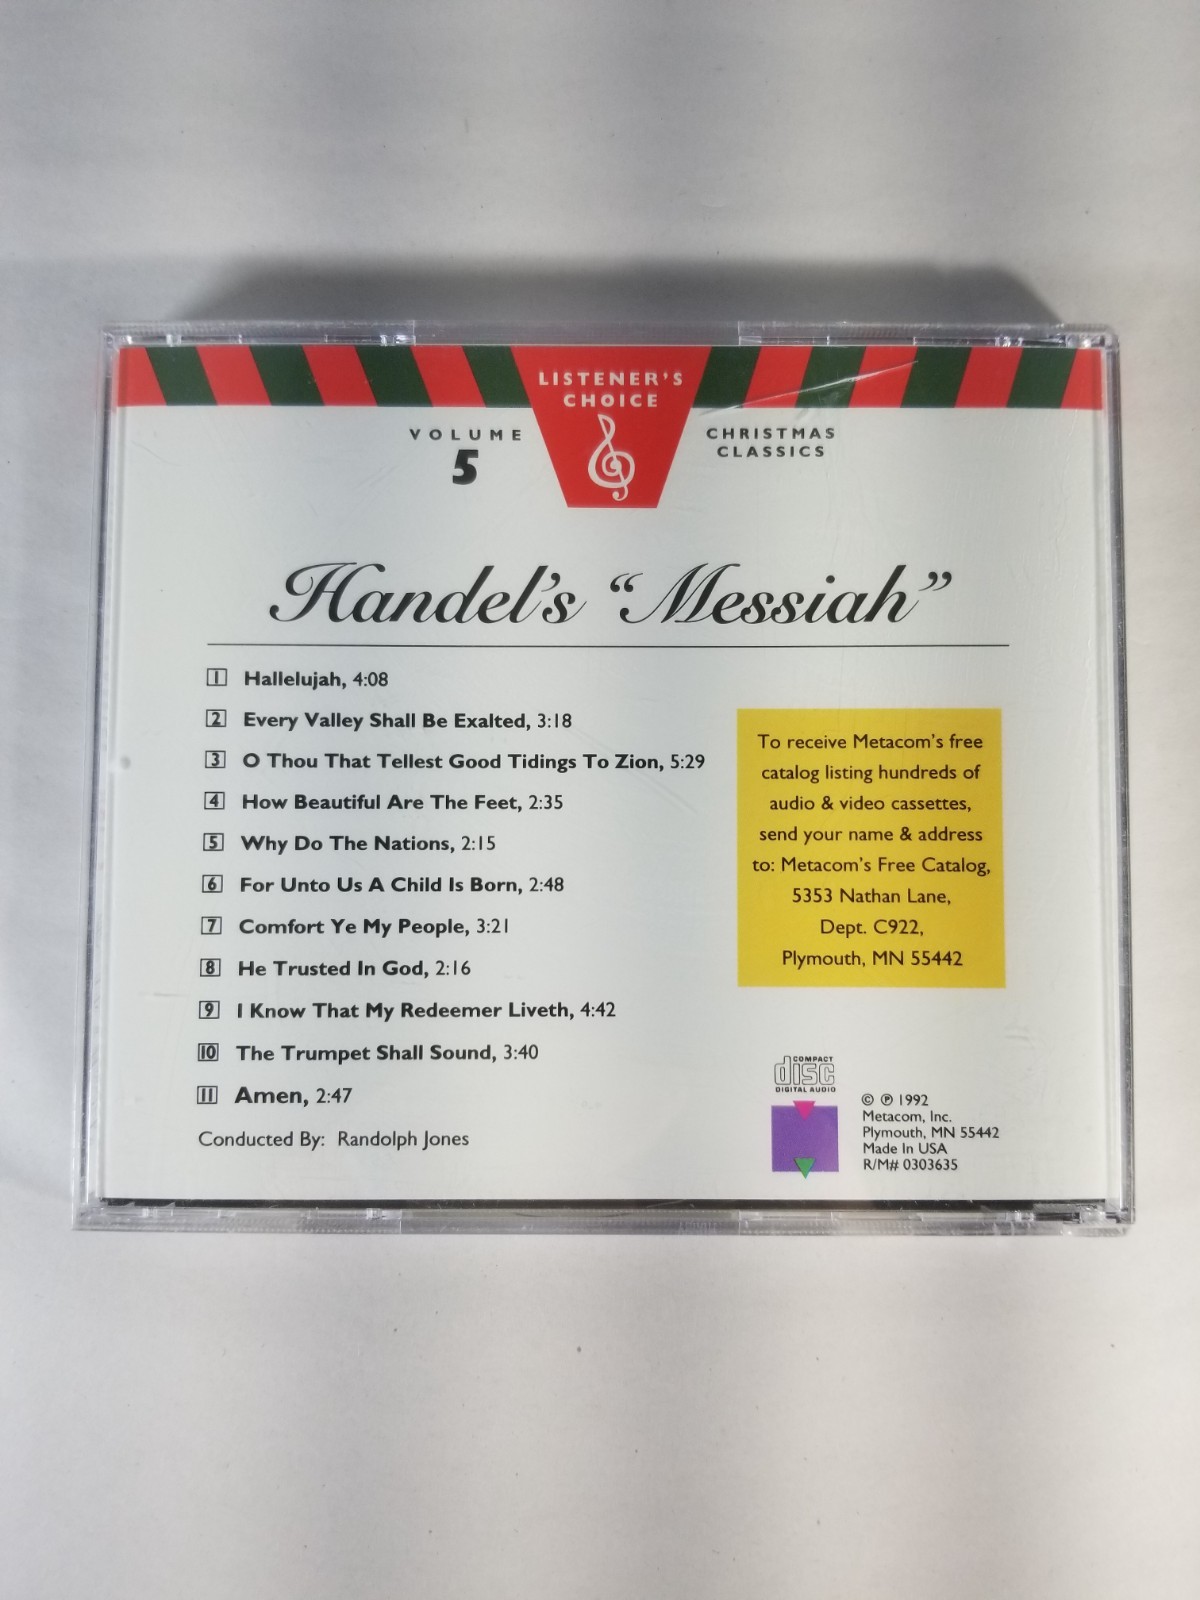 LISTENER'S
CHOICE
VOLUME
5
CHRISTMAS
CLASSICS
Handel's "Messiah"
1 Hallelujah, 4:08
2 Every Valley Shall Be Exalted, 3:18
3 O Thou That Tellest Good Tidings To Zion, 5:29
4 How Beautiful Are The Feet, 2:35
5 Why Do The Nations, 2:15
6 For Unto Us A Child Is Born, 2:48
7 Comfort Ye My People, 3:21
8 He Trusted In God, 2:16
9 I Know That My Redeemer Liveth, 4:42
10 The Trumpet Shall Sound, 3:40
11 Amen, 2:47
Conducted By: Randolph Jones
To receive Metacom's free
catalog listing hundreds of
audio & video cassettes,
send your name & address
to: Metacom's Free Catalog,
5353 Nathan Lane,
Dept. C922,
Plymouth, MN 55442
COMPACT
disc
DIGITAL AUDIO
© ℗ 1992
Metacom, Inc.
Plymouth, MN 55442
Made In USA
R/M# 0303635